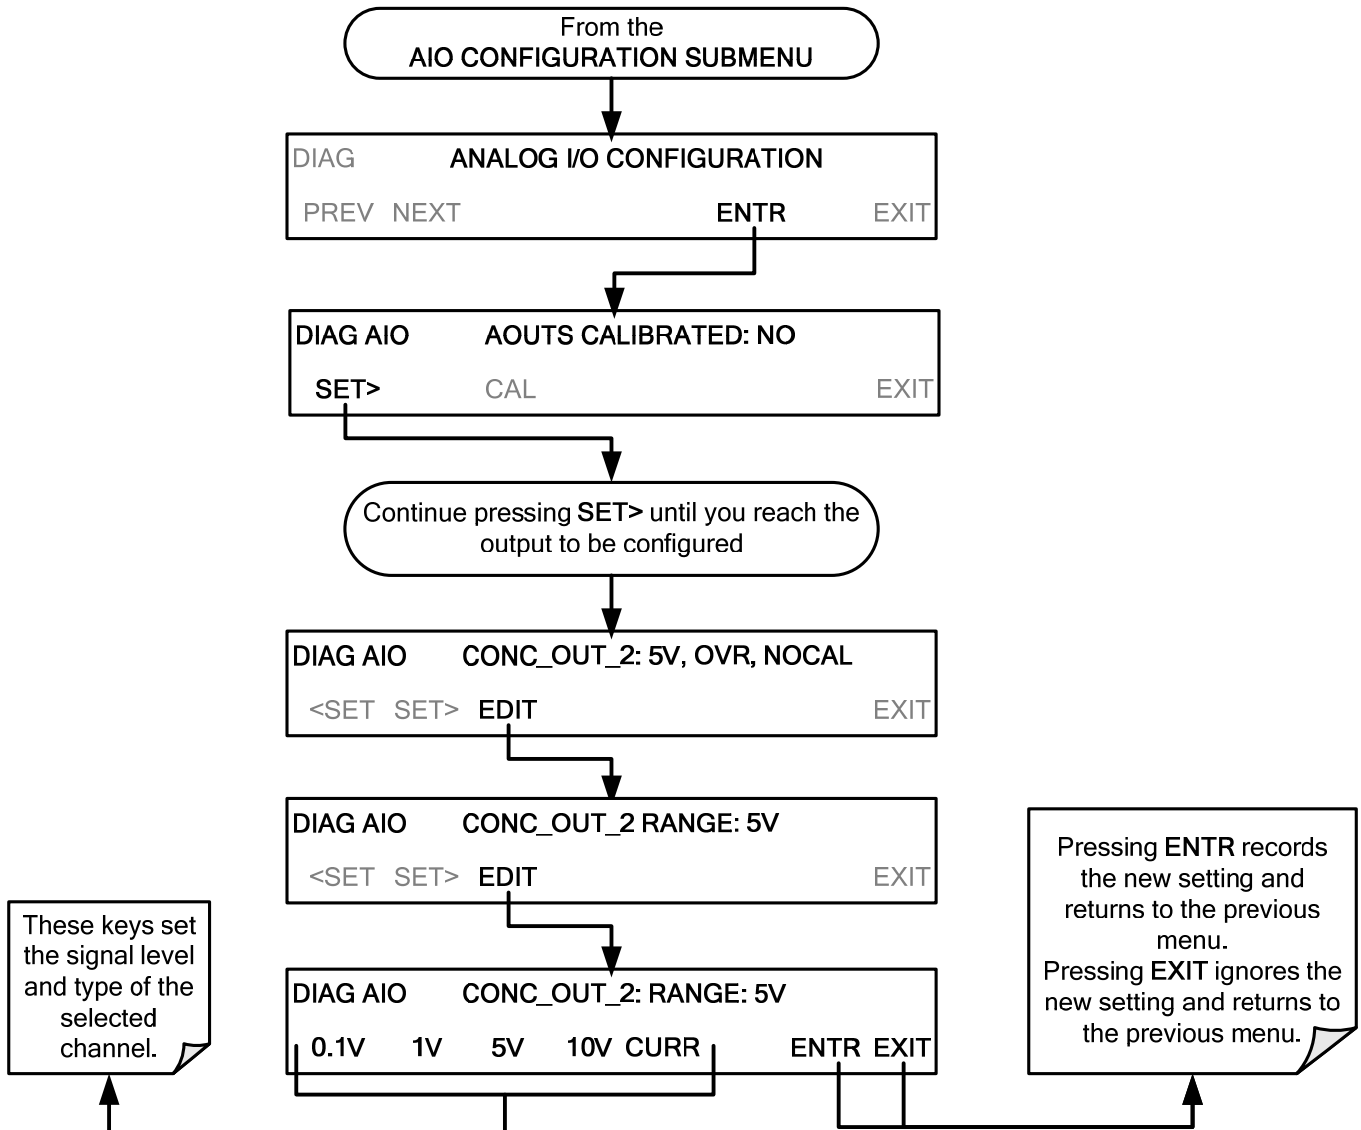 From the
AIO CONFIGURATION SUBMENU
DIAG ANALOG I/O CONFIGURATION
PREV NEXT ENTR EXIT
DIAG AIO AOUTS CALIBRATED: NO
SET> CAL EXIT
Continue pressing SET> until you reach the
output to be configured
DIAG AIO CONC_OUT_2: 5V, OVR, NOCAL
<SET SET> EDIT EXIT
DIAG AIO CONC_OUT_2 RANGE: 5V
<SET SET> EDIT EXIT
These keys set
the signal level
and type of the
selected
channel.
DIAG AIO CONC_OUT_2: RANGE: 5V
0.1V 1V 5V 10V CURR ENTR EXIT
Pressing ENTR records
the new setting and
returns to the previous
menu.
Pressing EXIT ignores the
new setting and returns to
the previous menu.